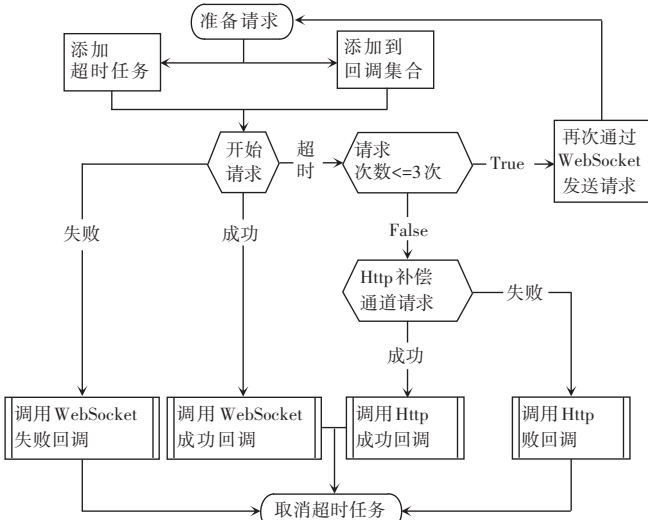 准备请求
添加
超时任务
添加到
回调集合
开始
请求
超
时
请求
次数<=3次
True
再次通过
WebSocket
发送请求
失败
成功
False
Http补偿
通道请求
失败
成功
调用WebSocket
失败回调
调用WebSocket
成功回调
调用Http
成功回调
调用Http
败回调
取消超时任务